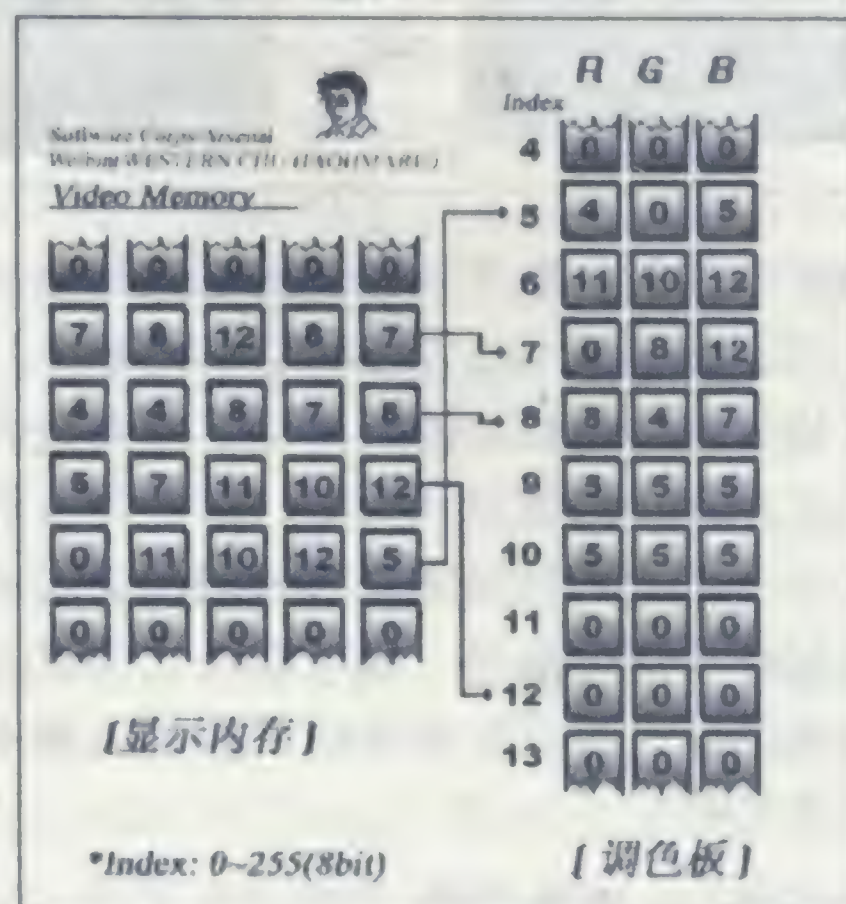 R G B
Index
Software Corps Arsenal
Video Memory
0 0 0 0 0
7 8 12 8 7
4 4 8 7 8
5 7 11 10 12
0 11 10 12 5
0 0 0 0 0
[显示内存]
*Index: 0~255(8bit)
4 0 0 0
5 4 0 5
6 11 10 12
7 0 8 12
8 8 4 7
9 5 5 5
10 5 5 5
11 0 0 0
12 0 0 0
13 0 0 0
[调色板]